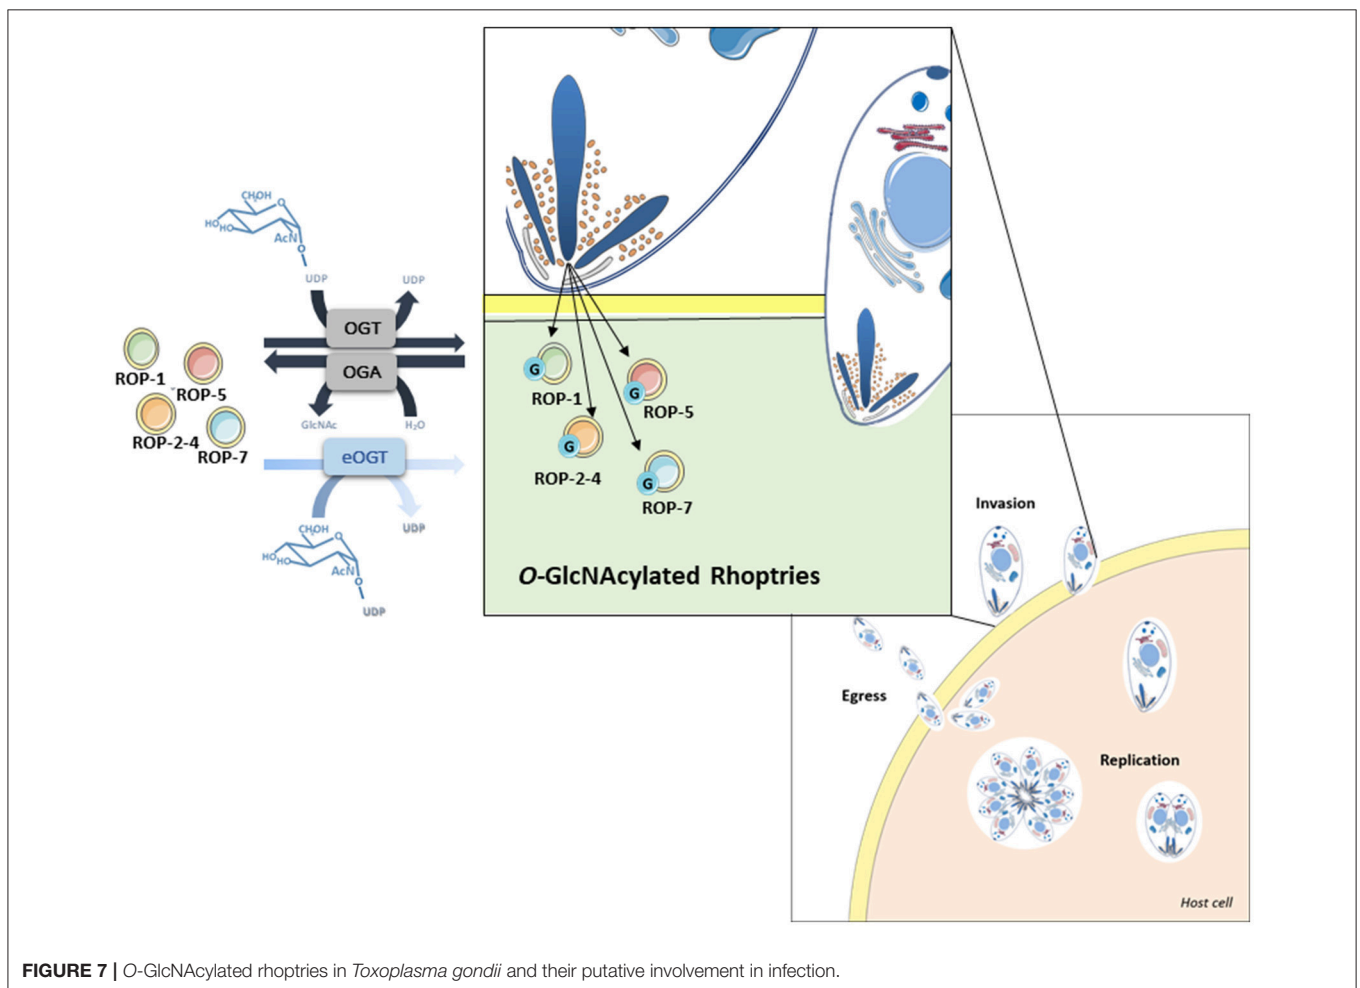 CH₂OH
O
HO
HO
AcN
O
UDP
UDP
OGT
OGA
ROP-1
ROP-5
ROP-2-4
ROP-7
GlcNAc
H₂O
eOGT
CH₂OH
O
HO
HO
AcN
O
UDP
UDP
G
ROP-1
G
ROP-5
G
ROP-2-4
G
ROP-7
O-GlcNAcylated Rhoptries
Invasion
Egress
Replication
Host cell
FIGURE 7 | O-GlcNAcylated rhoptries in Toxoplasma gondii and their putative involvement in infection.